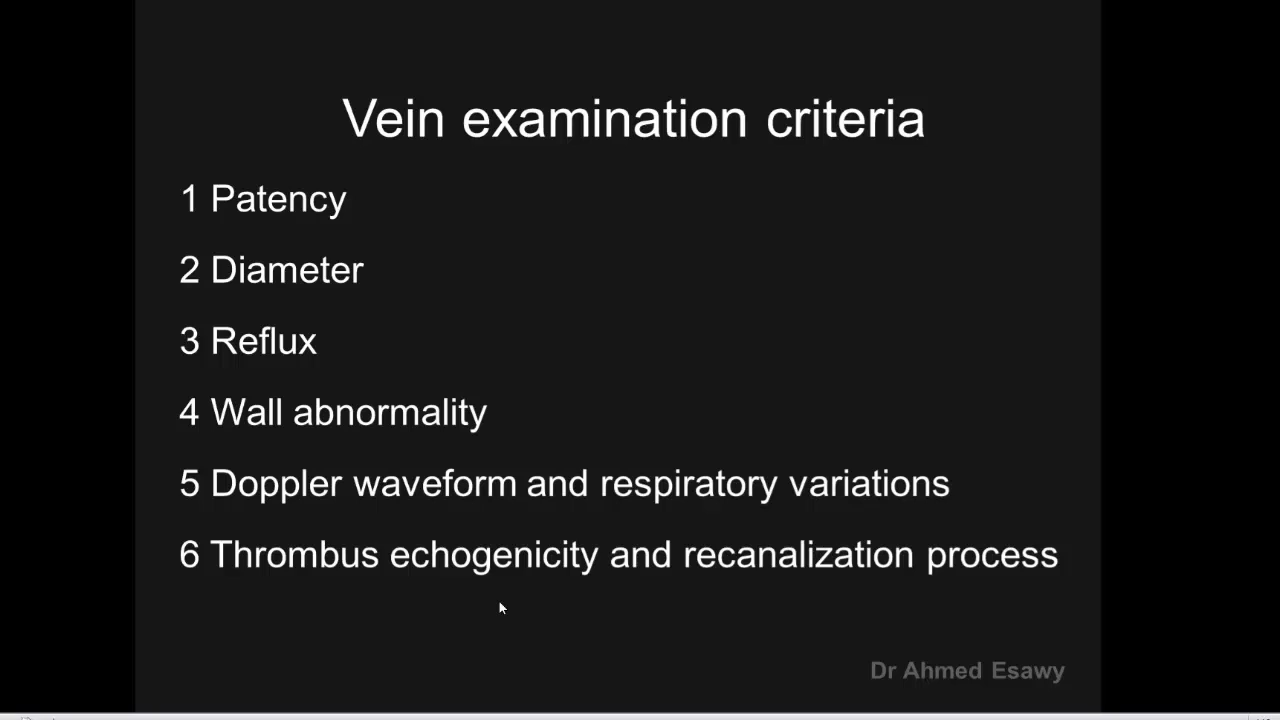 Vein examination criteria
1 Patency
2 Diameter
3 Reflux
4 Wall abnormality
5 Doppler waveform and respiratory variations
6 Thrombus echogenicity and recanalization process
Dr Ahmed Esawy